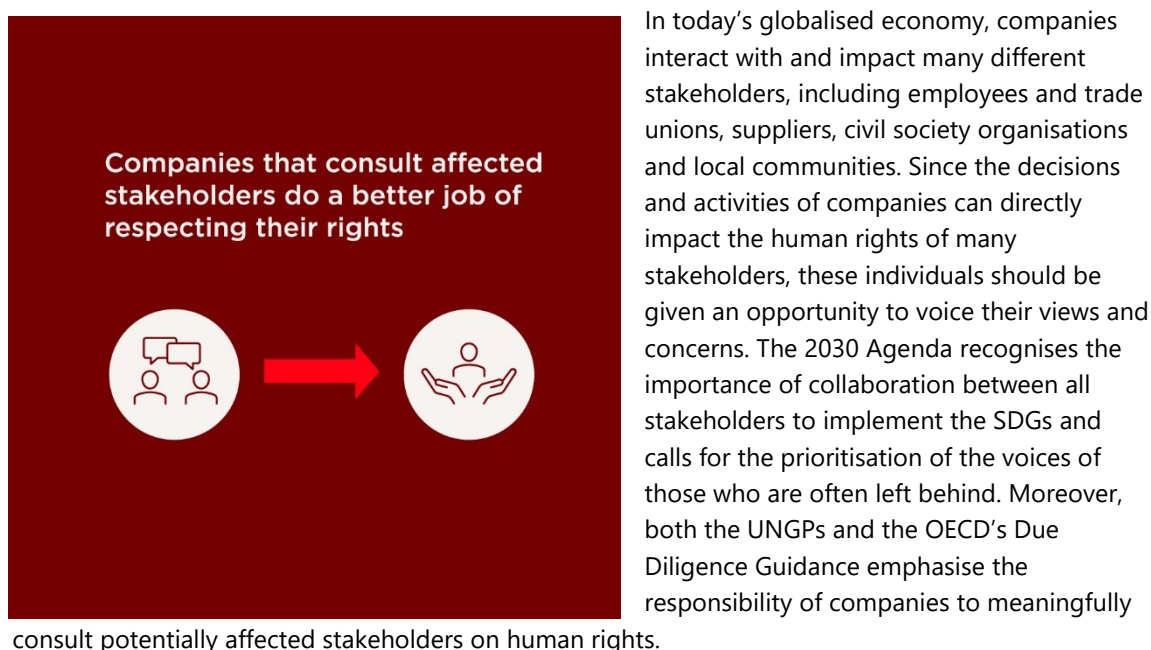 Companies that consult affected
stakeholders do a better job of
respecting their rights
In today’s globalised economy, companies
interact with and impact many different
stakeholders, including employees and trade
unions, suppliers, civil society organisations
and local communities. Since the decisions
and activities of companies can directly
impact the human rights of many
stakeholders, these individuals should be
given an opportunity to voice their views and
concerns. The 2030 Agenda recognises the
importance of collaboration between all
stakeholders to implement the SDGs and
calls for the prioritisation of the voices of
those who are often left behind. Moreover,
both the UNGPs and the OECD’s Due
Diligence Guidance emphasise the
responsibility of companies to meaningfully
consult potentially affected stakeholders on human rights.